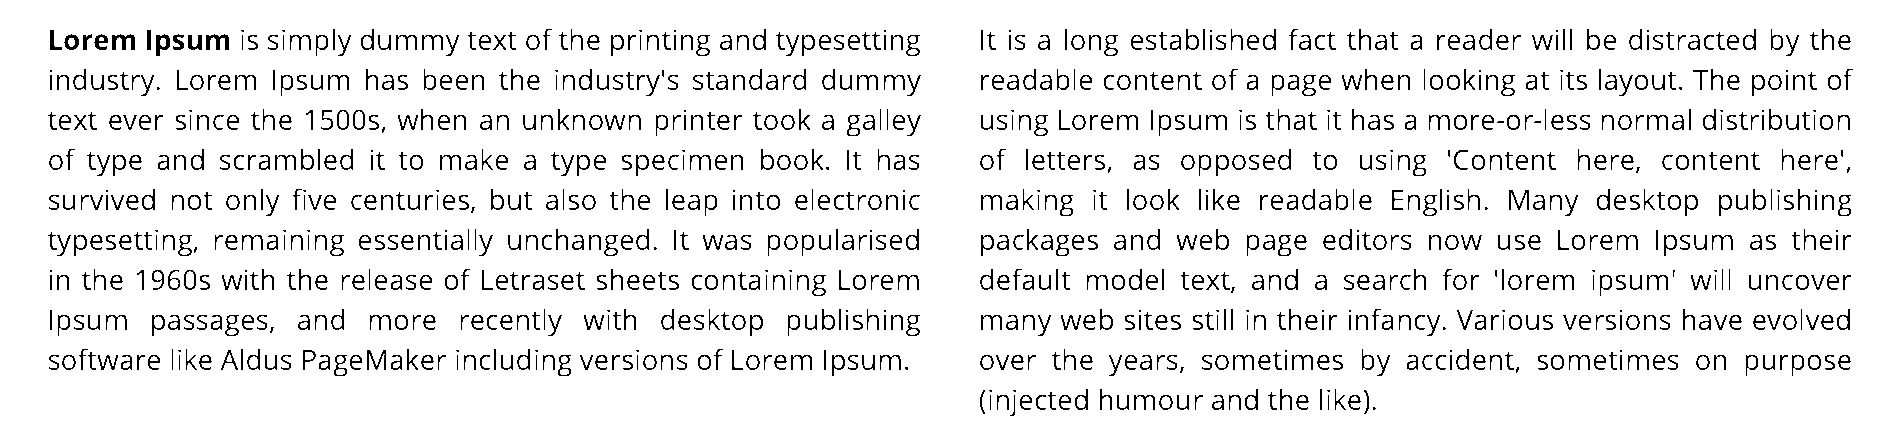 Lorem Ipsum is simply dummy text of the printing and typesetting
industry. Lorem Ipsum has been the industry's standard dummy
text ever since the 1500s, when an unknown printer took a galley
of type and scrambled it to make a type specimen book. It has
survived not only five centuries, but also the leap into electronic
typesetting, remaining essentially unchanged. It was popularised
in the 1960s with the release of Letraset sheets containing Lorem
Ipsum passages, and more recently with desktop publishing
software like Aldus PageMaker including versions of Lorem Ipsum.
It is a long established fact that a reader will be distracted by the
readable content of a page when looking at its layout. The point of
using Lorem Ipsum is that it has a more-or-less normal distribution
of letters, as opposed to using 'Content here, content here',
making it look like readable English. Many desktop publishing
packages and web page editors now use Lorem Ipsum as their
default model text, and a search for 'lorem ipsum' will uncover
many web sites still in their infancy. Various versions have evolved
over the years, sometimes by accident, sometimes on purpose
(injected humour and the like).